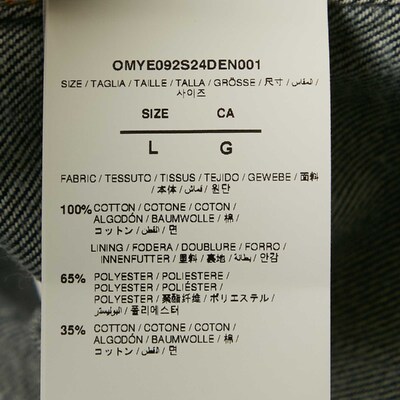 OMYE092S24DEN001
SIZE / TAGLIA / TAILLE / TALLA / GRÖSSE / 尺寸 / المقاس /
사이즈
SIZE CA
L G
FABRIC / TESSUTO / TISSUS / TEJIDO / GEWEBE / 面料
/ 本体 / قماش / 원단
100% COTTON / COTONE / COTON /
ALGODÓN / BAUMWOLLE / 棉 /
コットン / القطن / 면
LINING / FODERA / DOUBLURE / FORRO /
INNENFUTTER / 里料 / 裏地 / بطانة / 안감
65% POLYESTER / POLIESTERE /
POLYESTER / POLIÉSTER /
POLYESTER / 聚酯纤维 / ポリエステル /
البوليستر / 폴리에스터
35% COTTON / COTONE / COTON /
ALGODÓN / BAUMWOLLE / 棉 /
コットン / القطن / 면